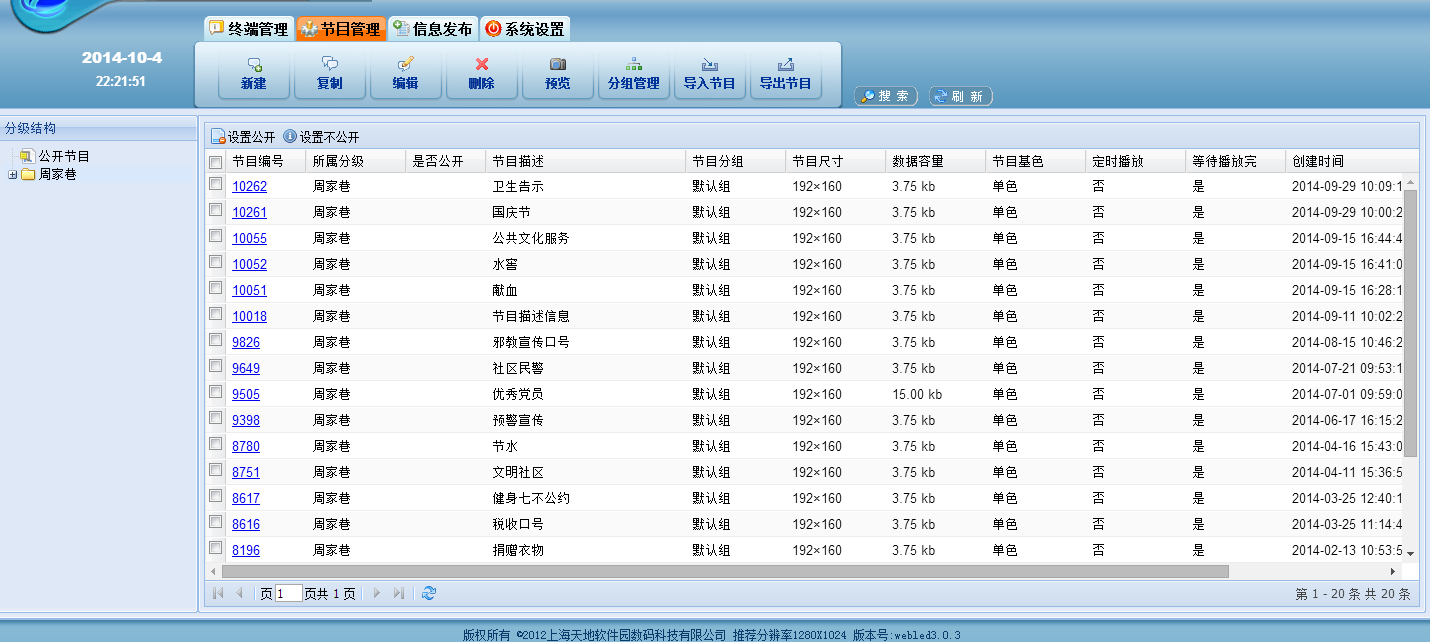 终端管理 节目管理 信息发布 系统设置
2014-10-4
22:21:51
新建 复制 编辑 删除 预览 分组管理 导入节目 导出节目
搜 索 刷 新
分级结构
公开节目
周家巷
设置公开 设置不公开
节目编号 所属分级 是否公开 节目描述 节目分组 节目尺寸 数据容量 节目基色 定时播放 等待播放完 创建时间
10262 周家巷 卫生告示 默认组 192×160 3.75 kb 单色 否 是 2014-09-29 10:09:1
10261 周家巷 国庆节 默认组 192×160 3.75 kb 单色 否 是 2014-09-29 10:00:2
10055 周家巷 公共文化服务 默认组 192×160 3.75 kb 单色 否 是 2014-09-15 16:44:4
10052 周家巷 水窖 默认组 192×160 3.75 kb 单色 否 是 2014-09-15 16:41:0
10051 周家巷 献血 默认组 192×160 3.75 kb 单色 否 是 2014-09-15 16:28:1
10018 周家巷 节目描述信息 默认组 192×160 3.75 kb 单色 否 是 2014-09-11 10:02:2
9826 周家巷 邪教宣传口号 默认组 192×160 3.75 kb 单色 否 是 2014-08-15 10:46:2
9649 周家巷 社区民警 默认组 192×160 3.75 kb 单色 否 是 2014-07-21 09:53:1
9505 周家巷 优秀党员 默认组 192×160 15.00 kb 单色 否 是 2014-07-01 09:59:0
9398 周家巷 预警宣传 默认组 192×160 3.75 kb 单色 否 是 2014-06-17 16:15:2
8780 周家巷 节水 默认组 192×160 3.75 kb 单色 否 是 2014-04-16 15:43:0
8751 周家巷 文明社区 默认组 192×160 3.75 kb 单色 否 是 2014-04-11 15:36:5
8617 周家巷 健身七不公约 默认组 192×160 3.75 kb 单色 否 是 2014-03-25 12:40:1
8616 周家巷 税收口号 默认组 192×160 3.75 kb 单色 否 是 2014-03-25 11:14:4
8196 周家巷 捐赠衣物 默认组 192×160 3.75 kb 单色 否 是 2014-02-13 10:53:5
页 1 页共 1 页 第 1 - 20 条 共 20 条
版权所有 ©2012上海天地软件园数码科技有限公司 推荐分辨率1280X1024 版本号:webled3.0.3